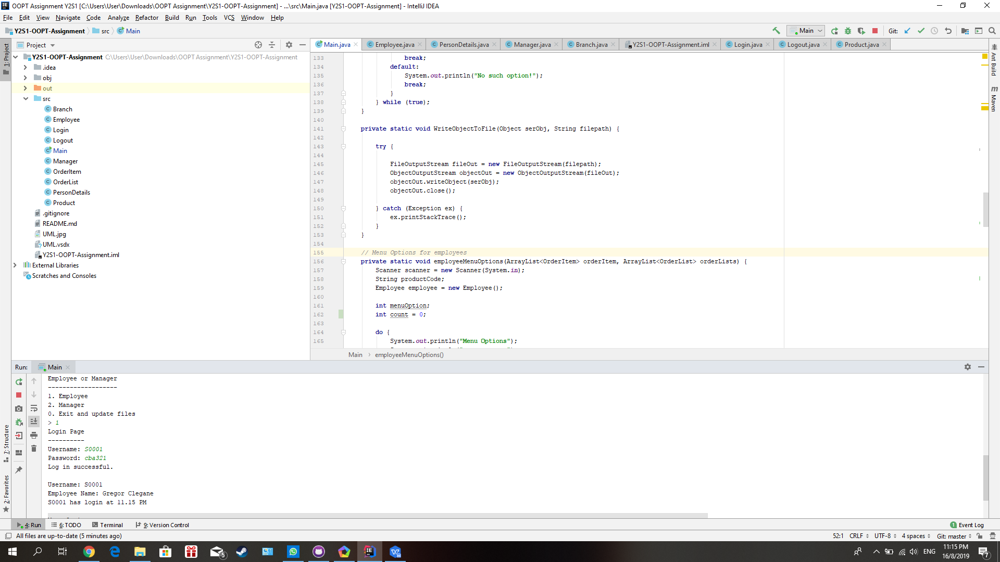 OOPT Assignment Y2S1 [C:\Users\User\Downloads\OOPT Assignment\Y2S1-OOPT-Assignment] - ...\src\Main.java [Y2S1-OOPT-Assignment] - IntelliJ IDEA
File Edit View Navigate Code Analyze Refactor Build Run Tools VCS Window Help
Y2S1-OOPT-Assignment src Main
Main Git:
1: Project
Project
Main.java Employee.java PersonDetails.java Manager.java Branch.java Y2S1-OOPT-Assignment.iml Login.java Logout.java Product.java
Y2S1-OOPT-Assignment C:\Users\User\Downloads\OOPT Assignment\Y2S1-OOPT-Assignment
.idea
obj
out
src
Branch
Employee
Login
Logout
Main
Manager
OrderItem
OrderList
PersonDetails
Product
.gitignore
README.md
UML.jpg
UML.vsdx
Y2S1-OOPT-Assignment.iml
External Libraries
Scratches and Consoles
133 break;
134 default:
135 System.out.println("No such option!");
136 break;
137 }
138 } while (true);
139 }
140
141 private static void WriteObjectToFile(Object serObj, String filepath) {
142
143 try {
144
145 FileOutputStream fileOut = new FileOutputStream(filepath);
146 ObjectOutputStream objectOut = new ObjectOutputStream(fileOut);
147 objectOut.writeObject(serObj);
148 objectOut.close();
149
150 } catch (Exception ex) {
151 ex.printStackTrace();
152 }
153 }
154
155 // Menu Options for employees
156 private static void employeeMenuOptions(ArrayList<OrderItem> orderItem, ArrayList<OrderList> orderLists) {
157 Scanner scanner = new Scanner(System.in);
158 String productCode;
159 Employee employee = new Employee();
160
161 int menuOption;
162 int count = 0;
163
164 do {
165 System.out.println("Menu Options");
Main employeeMenuOptions()
Ant Build
Maven
Run: Main
Employee or Manager
-------------------
1. Employee
2. Manager
0. Exit and update files
> 1
Login Page
----------
Username: S0001
Password: cba321
Log in successful.
Username: S0001
Employee Name: Gregor Clegane
S0001 has login at 11.15 PM
7: Structure
2: Favorites
4: Run 6: TODO Terminal 9: Version Control
1 Event Log
All files are up-to-date (5 minutes ago)
52:1 CRLF UTF-8 4 spaces Git: master
5
ENG
11:15 PM
16/8/2019
7